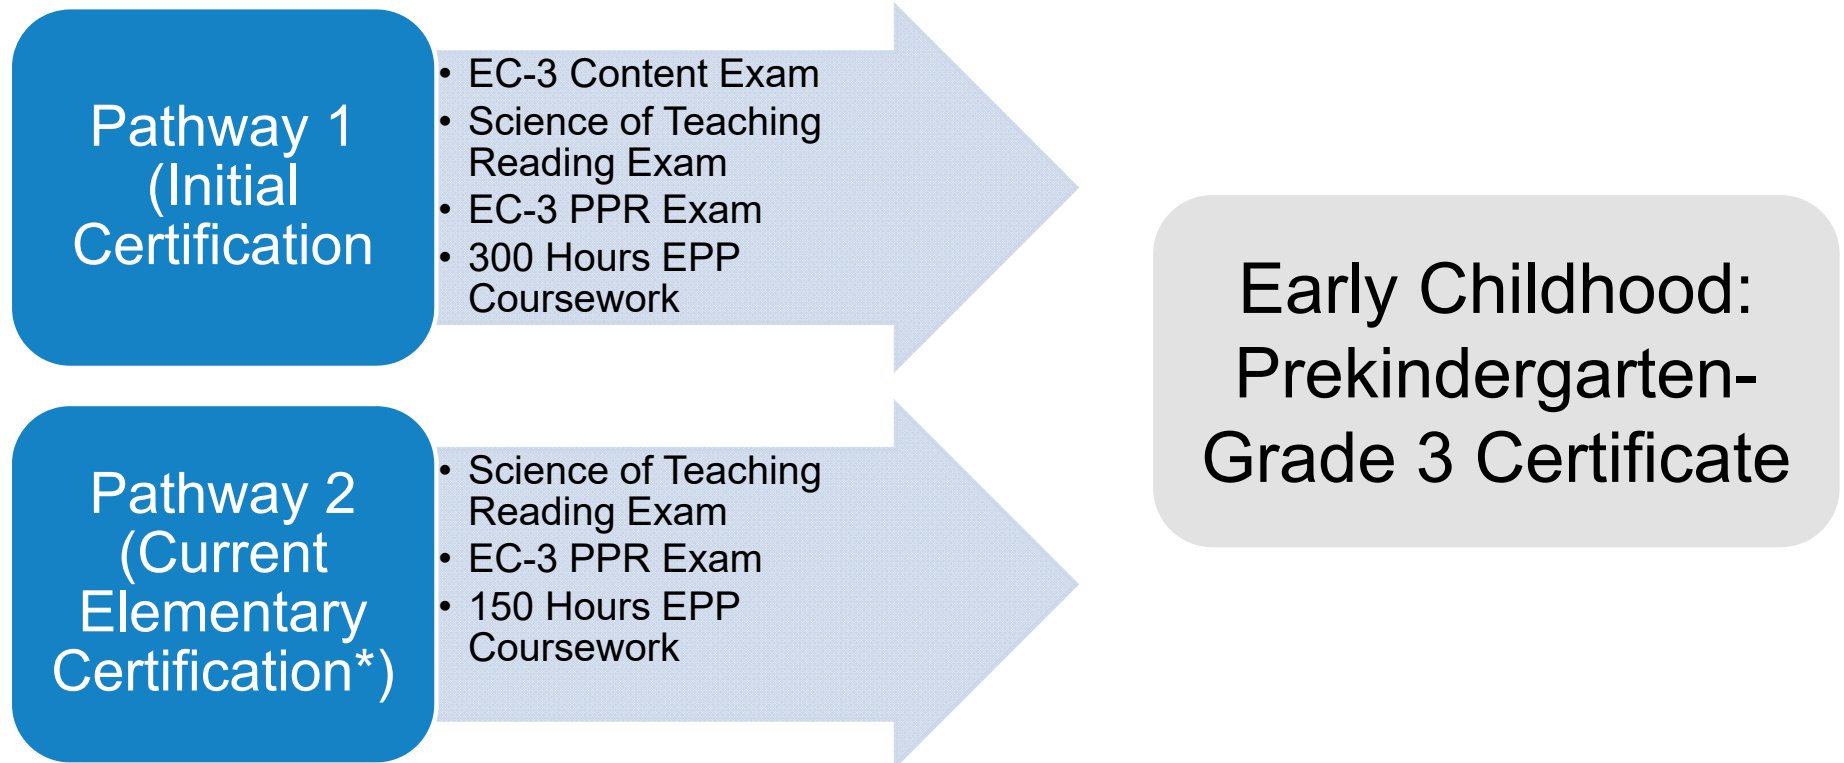 Pathway 1
(Initial
Certification
• EC-3 Content Exam
• Science of Teaching
Reading Exam
• EC-3 PPR Exam
• 300 Hours EPP
Coursework
Pathway 2
(Current
Elementary
Certification*)
• Science of Teaching
Reading Exam
• EC-3 PPR Exam
• 150 Hours EPP
Coursework
Early Childhood:
Prekindergarten-
Grade 3 Certificate